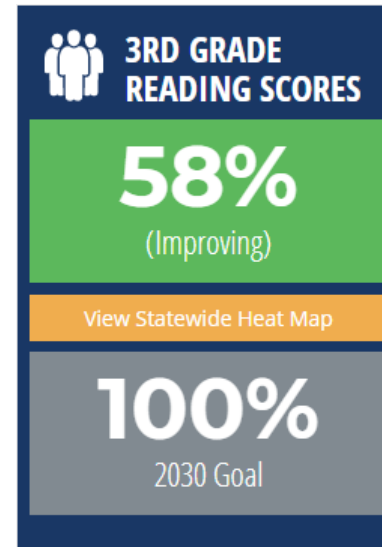 3RD GRADE
READING SCORES
58%
(Improving)
View Statewide Heat Map
100%
2030 Goal